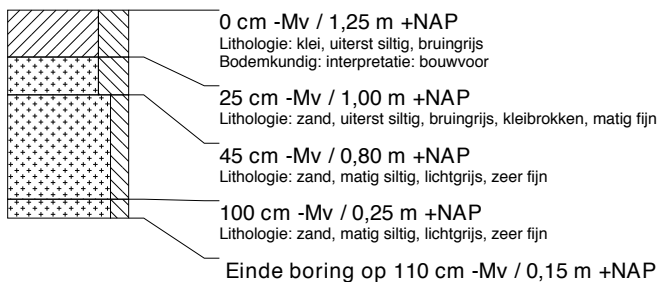 0 cm -Mv / 1,25 m +NAP
Lithologie: klei, uiterst siltig, bruingrijs
Bodemkundig: interpretatie: bouwvoor
25 cm -Mv / 1,00 m +NAP
Lithologie: zand, uiterst siltig, bruingrijs, kleibrokken, matig fijn
45 cm -Mv / 0,80 m +NAP
Lithologie: zand, matig siltig, lichtgrijs, zeer fijn
100 cm -Mv / 0,25 m +NAP
Lithologie: zand, matig siltig, lichtgrijs, zeer fijn
Einde boring op 110 cm -Mv / 0,15 m +NAP